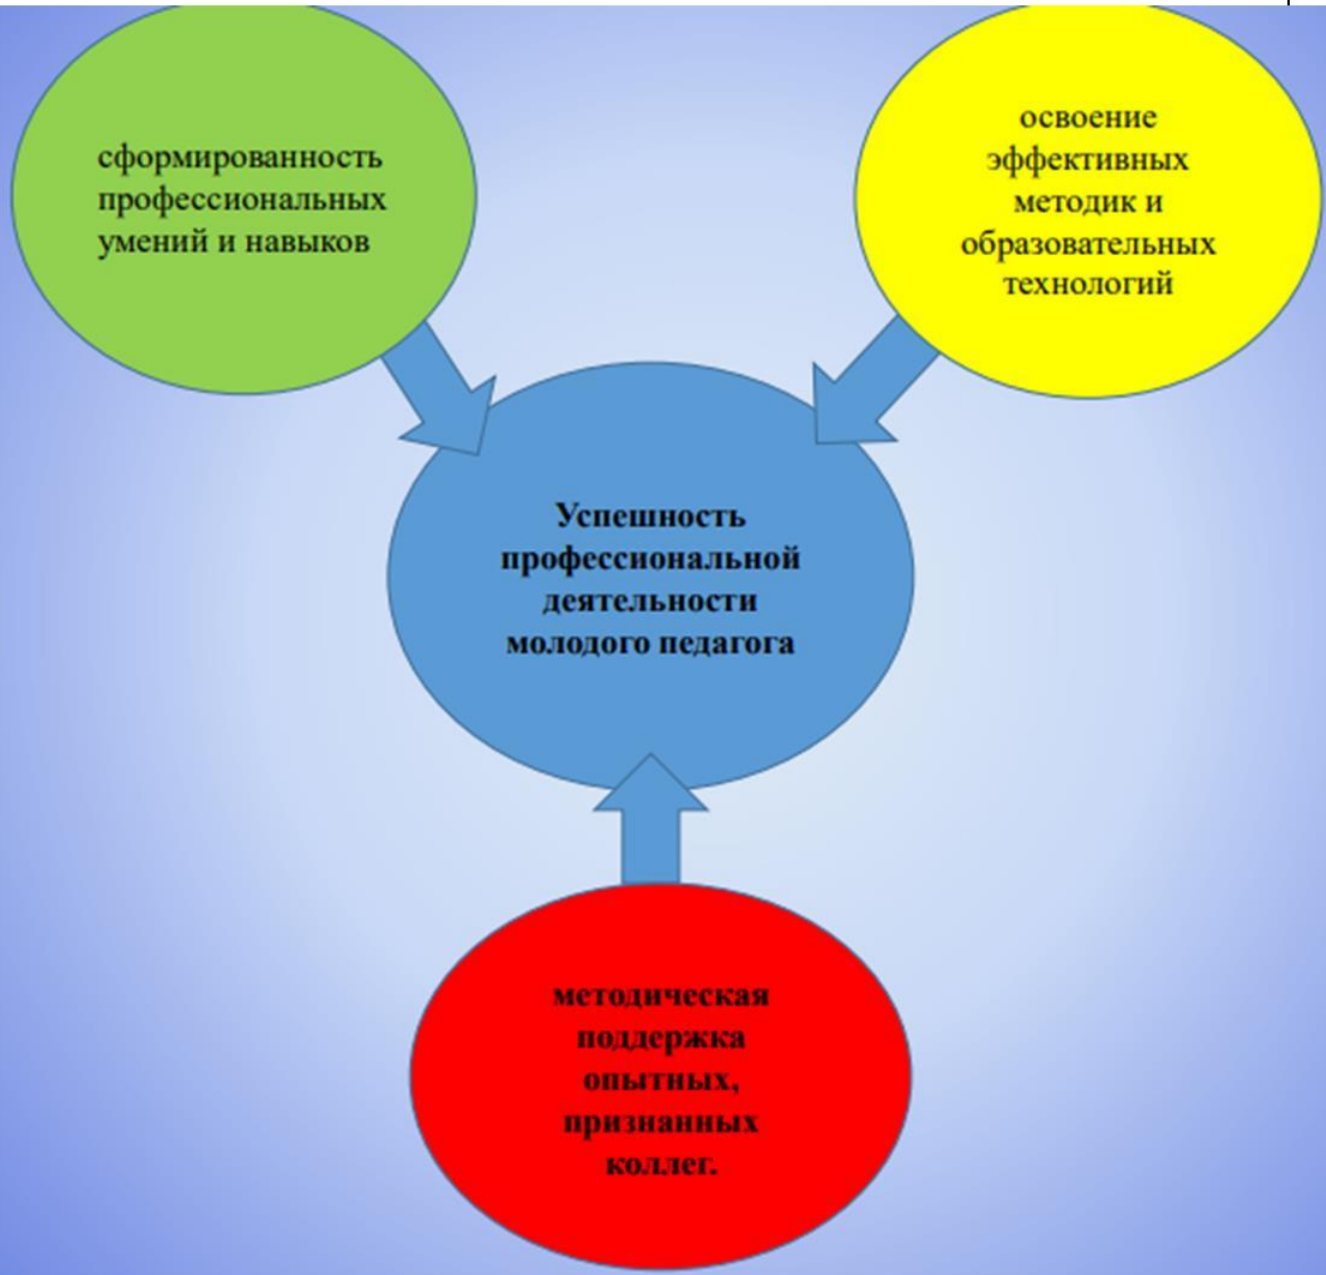 сформированность
профессиональных
умений и навыков
освоение
эффективных
методик и
образовательных
технологий
Успешность
профессиональной
деятельности
молодого педагога
методическая
поддержка
опытных,
признанных
коллег.